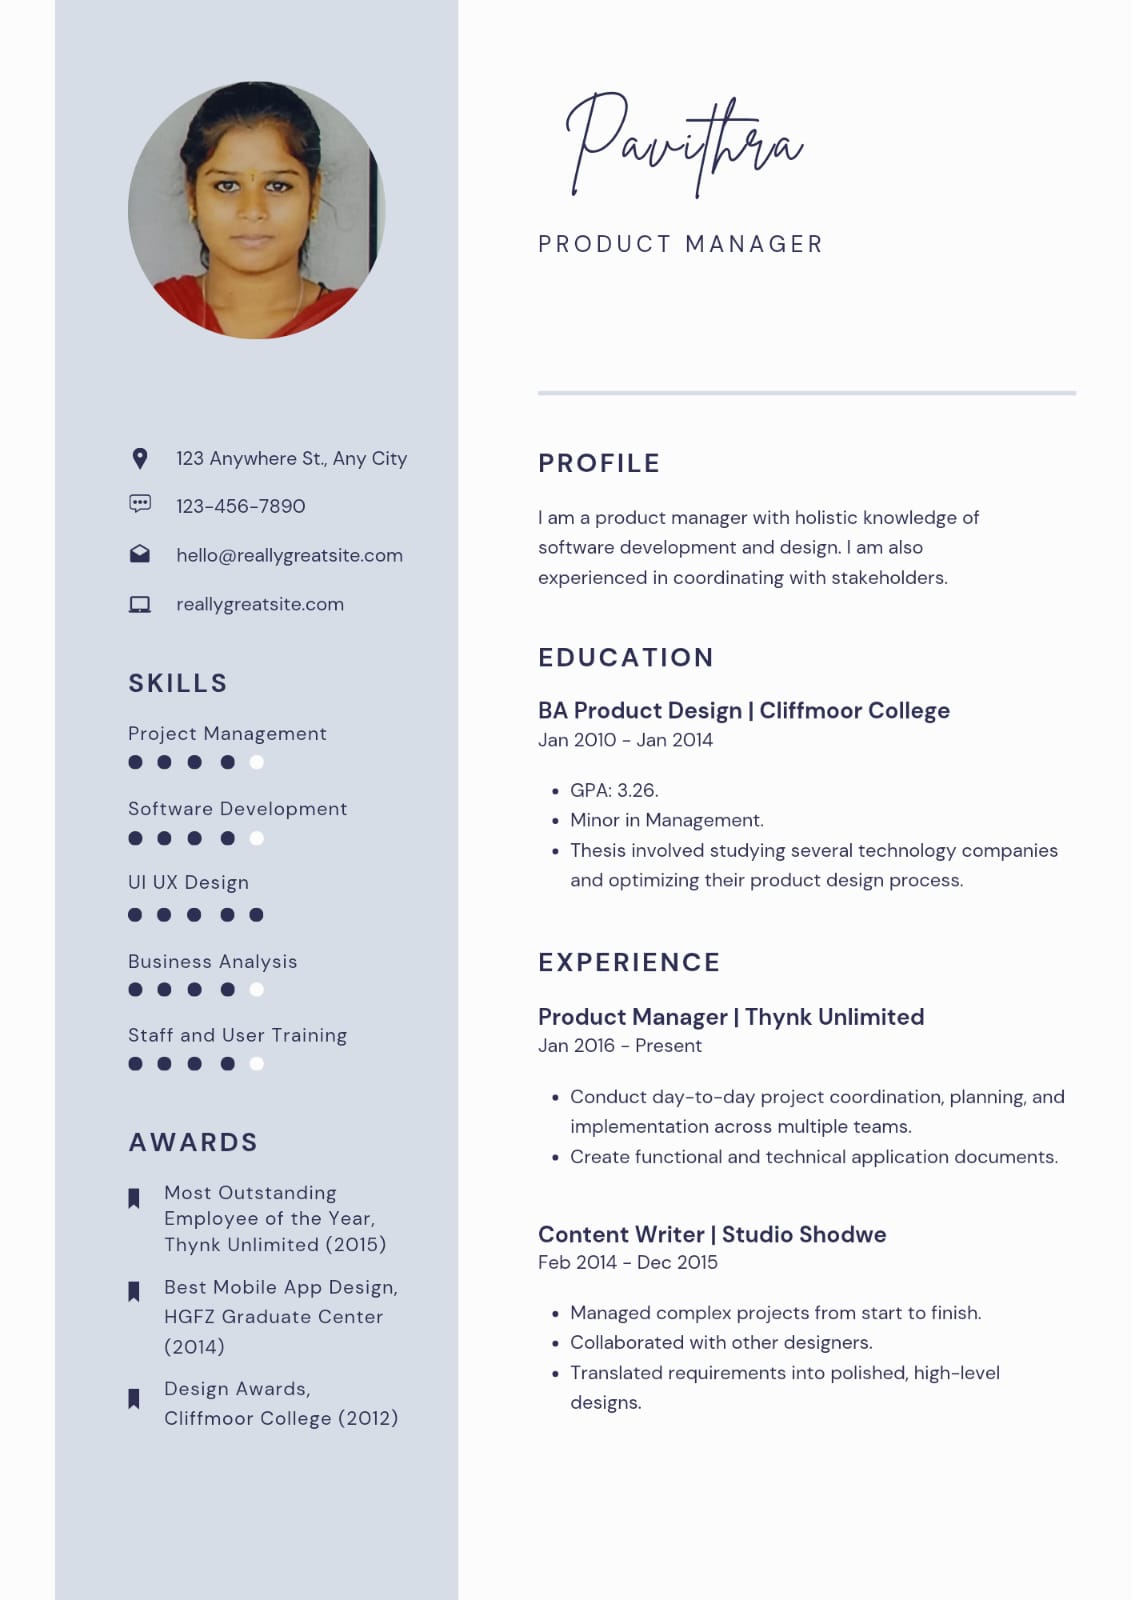 Pavithra
PRODUCT MANAGER
123 Anywhere St., Any City
123-456-7890
hello@reallygreatsite.com
reallygreatsite.com
SKILLS
Project Management
Software Development
UI UX Design
Business Analysis
Staff and User Training
AWARDS
Most Outstanding
Employee of the Year,
Thynk Unlimited (2015)
Best Mobile App Design,
HGFZ Graduate Center
(2014)
Design Awards,
Cliffmoor College (2012)
PROFILE
I am a product manager with holistic knowledge of
software development and design. I am also
experienced in coordinating with stakeholders.
EDUCATION
BA Product Design | Cliffmoor College
Jan 2010 - Jan 2014
• GPA: 3.26.
• Minor in Management.
• Thesis involved studying several technology companies
and optimizing their product design process.
EXPERIENCE
Product Manager | Thynk Unlimited
Jan 2016 - Present
• Conduct day-to-day project coordination, planning, and
implementation across multiple teams.
• Create functional and technical application documents.
Content Writer | Studio Shodwe
Feb 2014 - Dec 2015
• Managed complex projects from start to finish.
• Collaborated with other designers.
• Translated requirements into polished, high-level
designs.